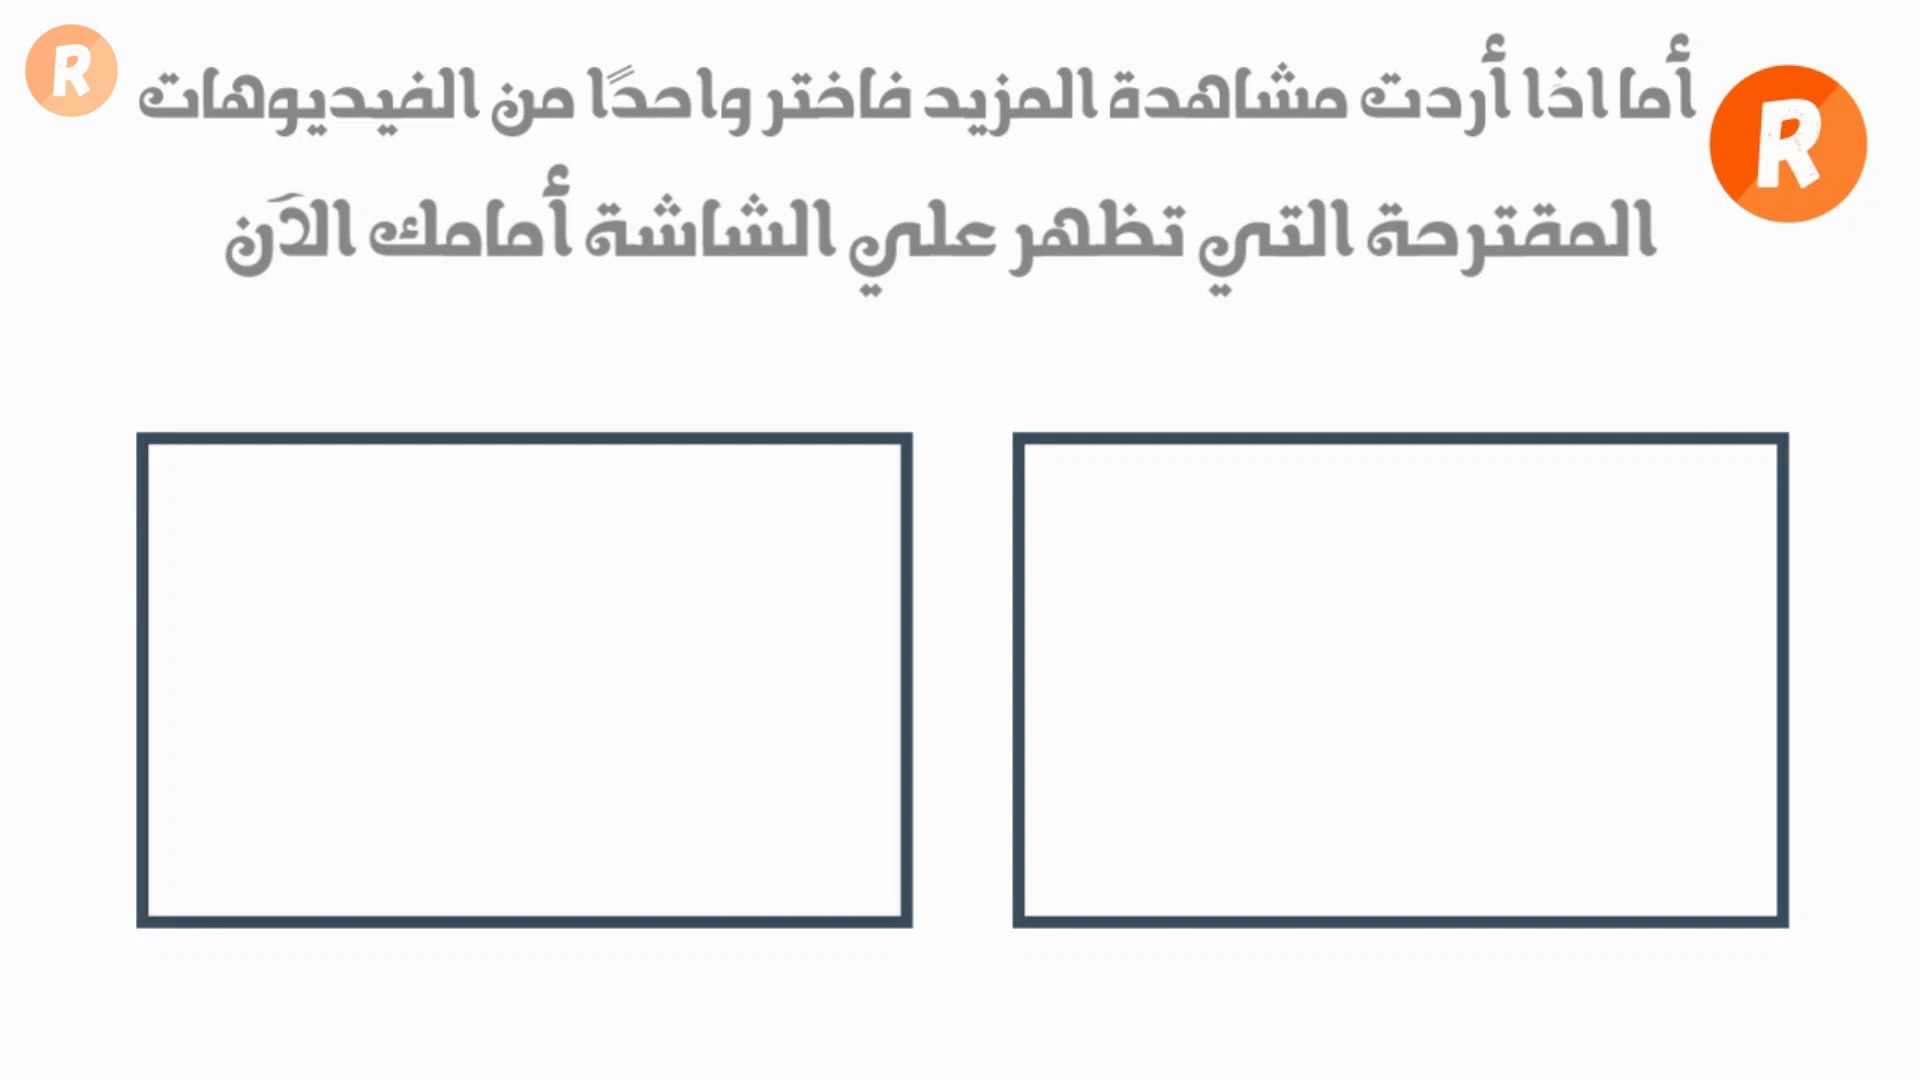 R
أما اذا أردت مشاهدة المزيد فاختر واحدًا من الفيديوهات
R
المقترحة التي تظهر علي الشاشة أمامك الآن